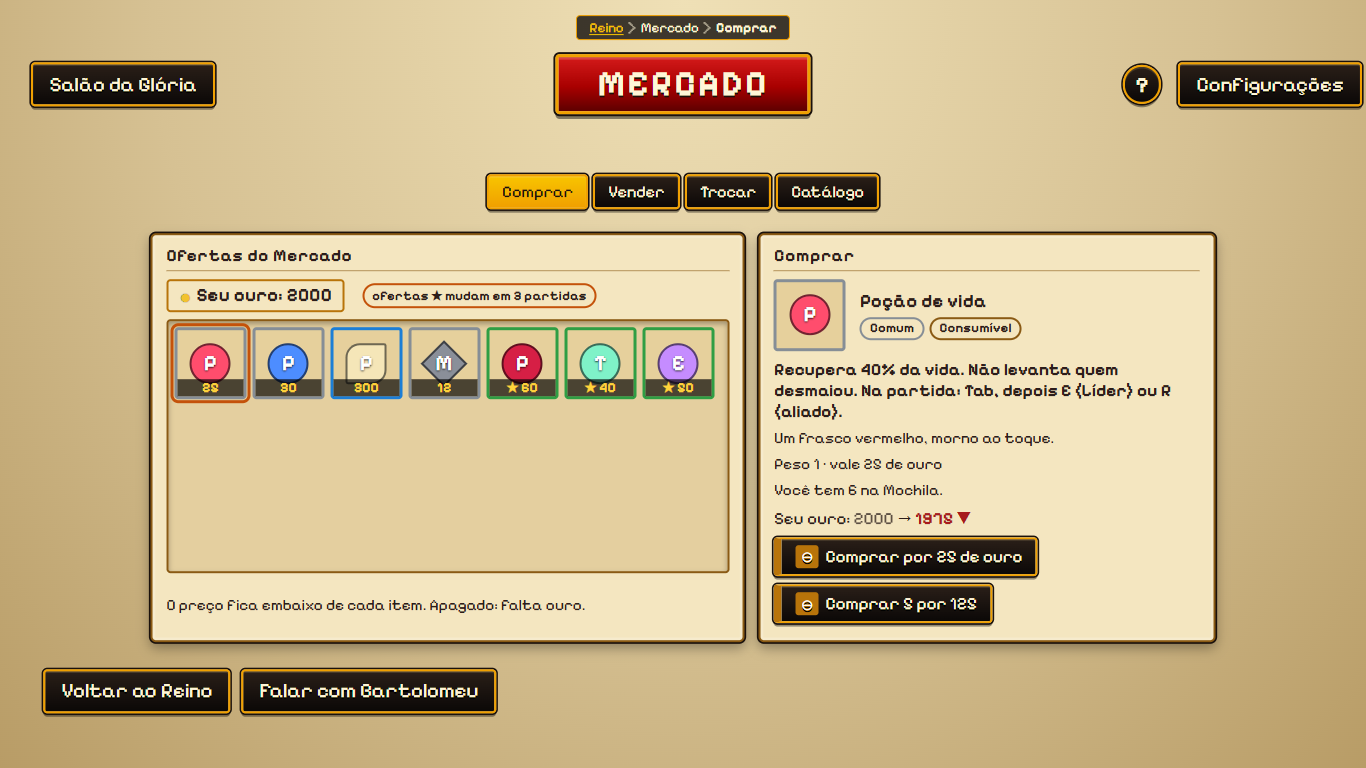 Reino > Mercado > Comprar
Salão da Glória
MERCADO
?
Configurações
Comprar
Vender
Trocar
Catálogo
Ofertas do Mercado
Seu ouro: 2000
ofertas ★ mudam em 3 partidas
P
P
P
M
P
T
E
25
90
900
12
★60
★40
★50
O preço fica embaixo de cada item. Apagado: falta ouro.
Comprar
P
Poção de vida
Comum
Consumível
Recupera 40% da vida. Não levanta quem
desmaiou. Na partida: Tab, depois E (Líder) ou R
(aliado).
Um frasco vermelho, morno ao toque.
Peso 1 · vale 25 de ouro
Você tem 6 na Mochila.
Seu ouro: 2000 → 1975 ▼
Comprar por 25 de ouro
Comprar 5 por 125
Voltar ao Reino
Falar com Bartolomeu